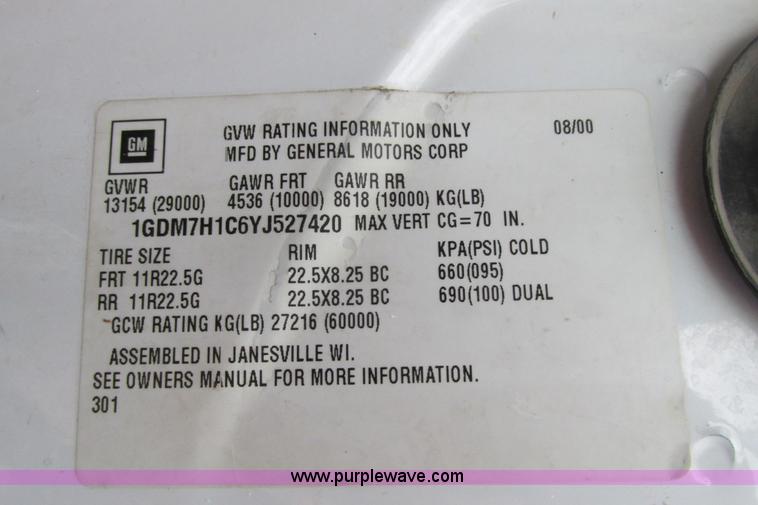 GM
GVW RATING INFORMATION ONLY 08/00
MFD BY GENERAL MOTORS CORP
GVWR GAWR FRT GAWR RR
13154 (29000) 4536 (10000) 8618 (19000) KG(LB)
1GDM7H1C6YJ527420 MAX VERT CG=70 IN.
TIRE SIZE RIM KPA(PSI) COLD
FRT 11R22.5G 22.5X8.25 BC 660(095)
RR 11R22.5G 22.5X8.25 BC 690(100) DUAL
GCW RATING KG(LB) 27216 (60000)
ASSEMBLED IN JANESVILLE WI.
SEE OWNERS MANUAL FOR MORE INFORMATION.
301
www.purplewave.com